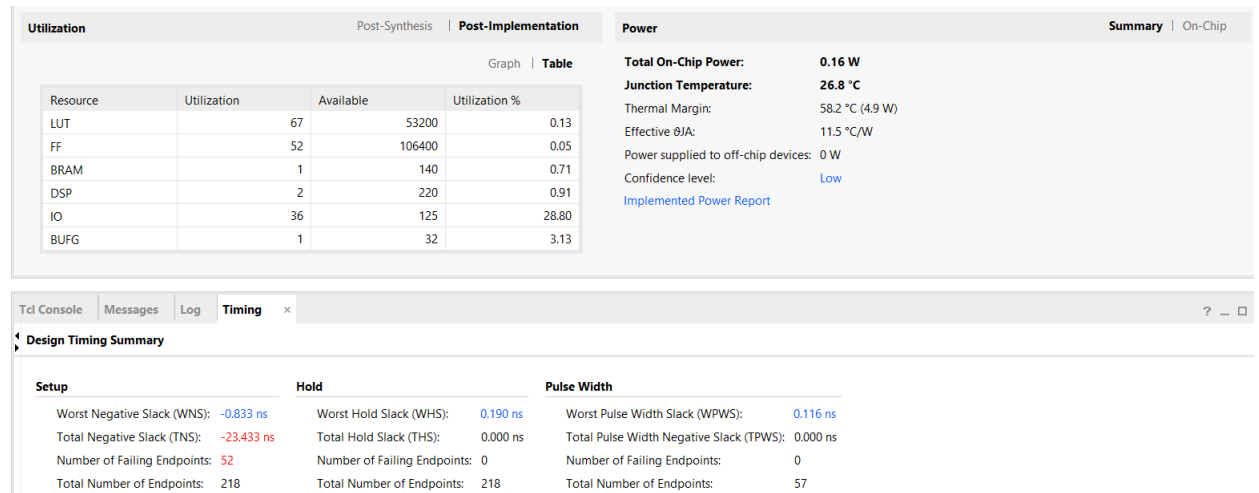 Utilization Post-Synthesis | Post-Implementation
Graph | Table
Resource Utilization Available Utilization %
LUT 67 53200 0.13
FF 52 106400 0.05
BRAM 1 140 0.71
DSP 2 220 0.91
IO 36 125 28.80
BUFG 1 32 3.13
Power Summary | On-Chip
Total On-Chip Power: 0.16 W
Junction Temperature: 26.8 °C
Thermal Margin: 58.2 °C (4.9 W)
Effective ϑJA: 11.5 °C/W
Power supplied to off-chip devices: 0 W
Confidence level: Low
Implemented Power Report
Tcl Console Messages Log Timing ×
? _ □
Design Timing Summary
Setup Hold Pulse Width
Worst Negative Slack (WNS): -0.833 ns Worst Hold Slack (WHS): 0.190 ns Worst Pulse Width Slack (WPWS): 0.116 ns
Total Negative Slack (TNS): -23.433 ns Total Hold Slack (THS): 0.000 ns Total Pulse Width Negative Slack (TPWS): 0.000 ns
Number of Failing Endpoints: 52 Number of Failing Endpoints: 0 Number of Failing Endpoints: 0
Total Number of Endpoints: 218 Total Number of Endpoints: 218 Total Number of Endpoints: 57